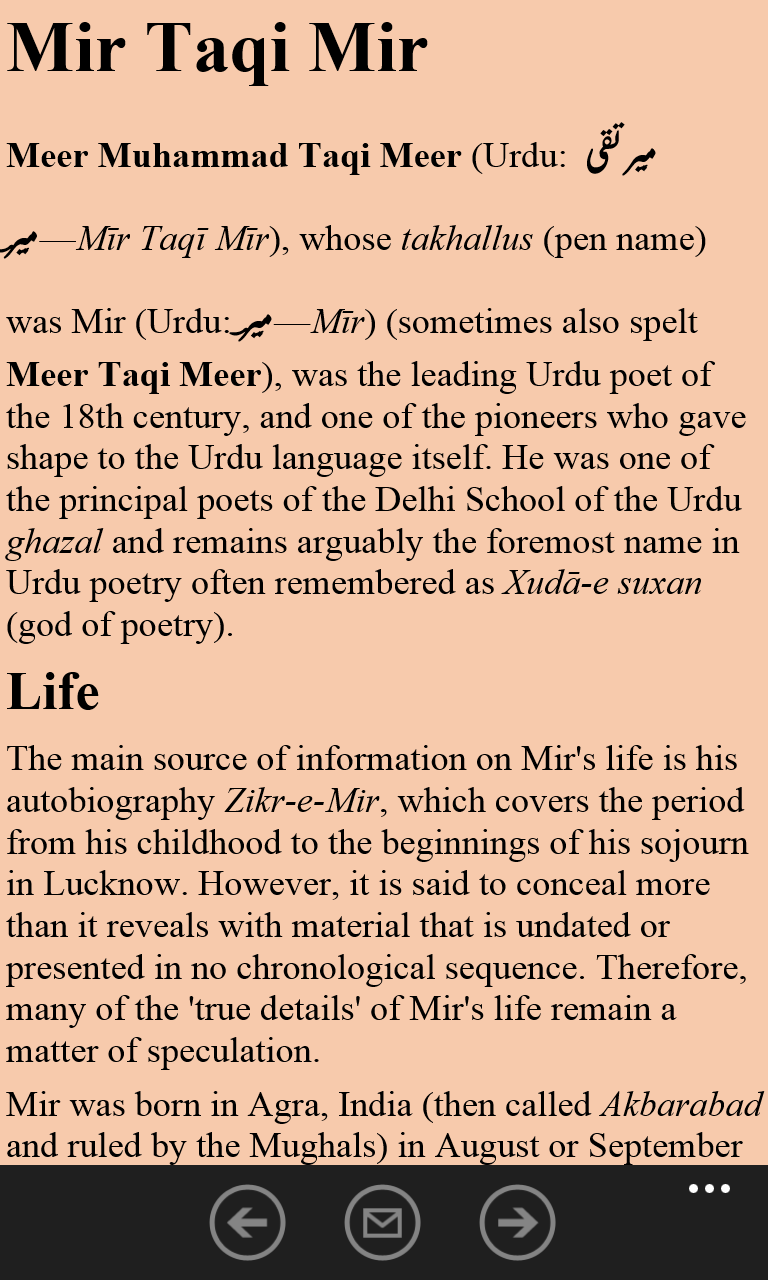 Mir Taqi Mir
Meer Muhammad Taqi Meer (Urdu: میر تقی
میر—Mīr Taqī Mīr), whose takhallus (pen name)
was Mir (Urdu:میر—Mīr) (sometimes also spelt
Meer Taqi Meer), was the leading Urdu poet of
the 18th century, and one of the pioneers who gave
shape to the Urdu language itself. He was one of
the principal poets of the Delhi School of the Urdu
ghazal and remains arguably the foremost name in
Urdu poetry often remembered as Xudā-e suxan
(god of poetry).
Life
The main source of information on Mir's life is his
autobiography Zikr-e-Mir, which covers the period
from his childhood to the beginnings of his sojourn
in Lucknow. However, it is said to conceal more
than it reveals with material that is undated or
presented in no chronological sequence. Therefore,
many of the 'true details' of Mir's life remain a
matter of speculation.
Mir was born in Agra, India (then called Akbarabad
and ruled by the Mughals) in August or September